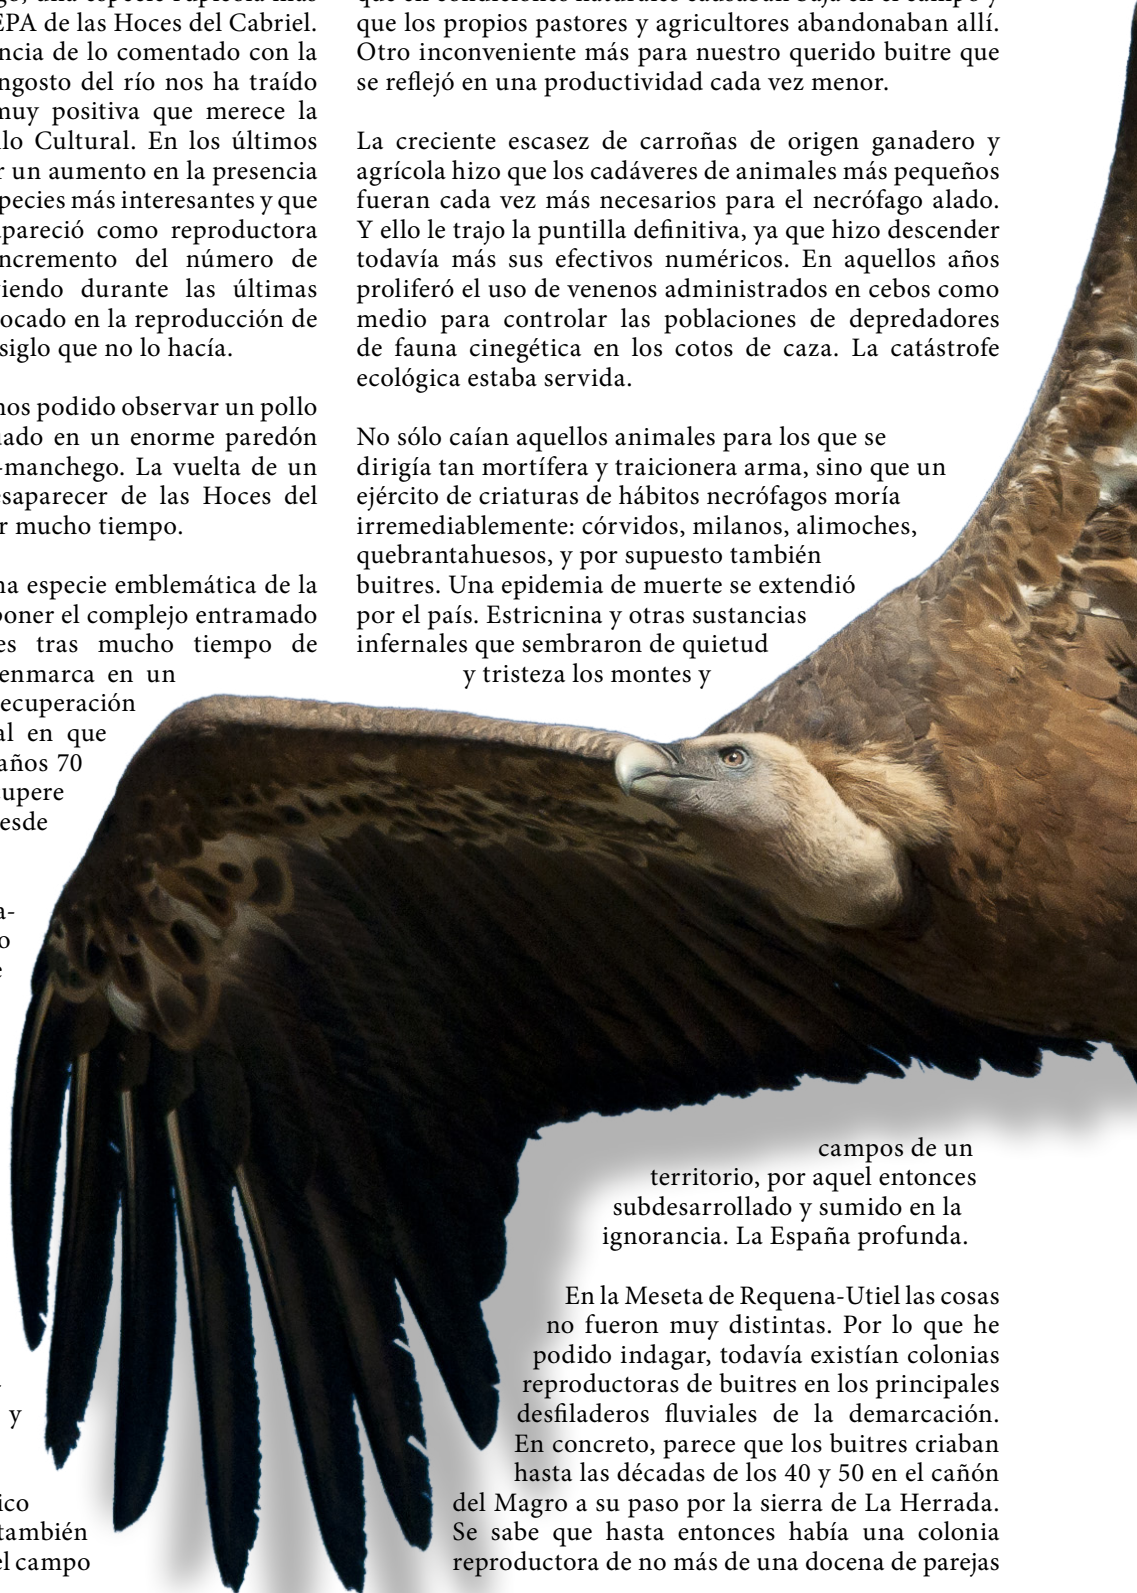 EPA de las Hoces del Cabriel.
ncia de lo comentado con la
ngosto del río nos ha traído
muy positiva que merece la
lo Cultural. En los últimos
r un aumento en la presencia
pecies más interesantes y que
pareció como reproductora
ncremento del número de
iendo durante las últimas
ocado en la reproducción de
siglo que no lo hacía.
nos podido observar un pollo
uado en un enorme paredón
-manchego. La vuelta de un
esaparecer de las Hoces del
r mucho tiempo.
na especie emblemática de la
poner el complejo entramado
es tras mucho tiempo de
enmarca en un
ecuperación
al en que
años 70
upere
esde
a-
o
e
y
ico
también
el campo
que los propios pastores y agricultores abandonaban allí.
Otro inconveniente más para nuestro querido buitre que
se reflejó en una productividad cada vez menor.
La creciente escasez de carroñas de origen ganadero y
agrícola hizo que los cadáveres de animales más pequeños
fueran cada vez más necesarios para el necrófago alado.
Y ello le trajo la puntilla definitiva, ya que hizo descender
todavía más sus efectivos numéricos. En aquellos años
proliferó el uso de venenos administrados en cebos como
medio para controlar las poblaciones de depredadores
de fauna cinegética en los cotos de caza. La catástrofe
ecológica estaba servida.
No sólo caían aquellos animales para los que se
dirigía tan mortífera y traicionera arma, sino que un
ejército de criaturas de hábitos necrófagos moría
irremediablemente: córvidos, milanos, alimoches,
quebrantahuesos, y por supuesto también
buitres. Una epidemia de muerte se extendió
por el país. Estricnina y otras sustancias
infernales que sembraron de quietud
y tristeza los montes y
campos de un
territorio, por aquel entonces
subdesarrollado y sumido en la
ignorancia. La España profunda.
En la Meseta de Requena-Utiel las cosas
no fueron muy distintas. Por lo que he
podido indagar, todavía existían colonias
reproductoras de buitres en los principales
desfiladeros fluviales de la demarcación.
En concreto, parece que los buitres criaban
hasta las décadas de los 40 y 50 en el cañón
del Magro a su paso por la sierra de La Herrada.
Se sabe que hasta entonces había una colonia
reproductora de no más de una docena de parejas